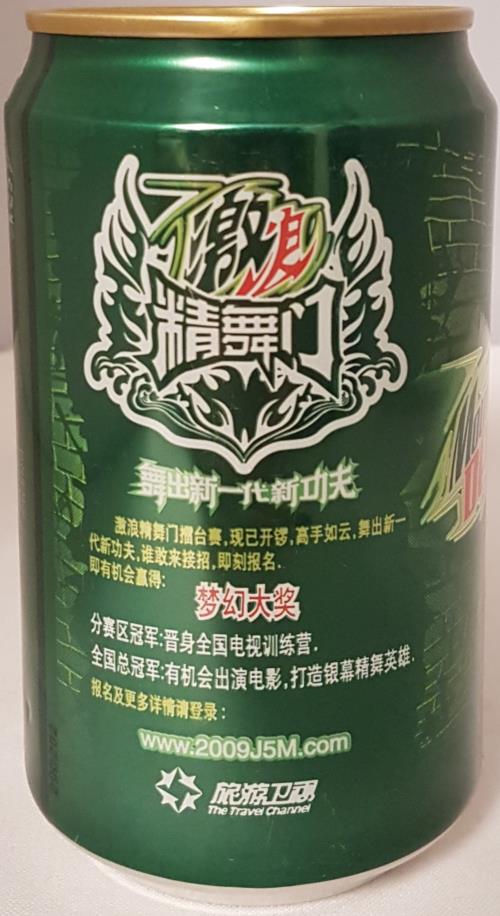 激浪
精舞门
舞出新一代新功夫
激浪精舞门擂台赛,现已开锣,高手如云,舞出新一
代新功夫,谁敢来接招,即刻报名.
即有机会赢得:
梦幻大奖
分赛区冠军:晋身全国电视训练营.
全国总冠军:有机会出演电影,打造银幕精舞英雄.
报名及更多详情请登录:
www.2009J5M.com
旅游卫视
The Travel Channel